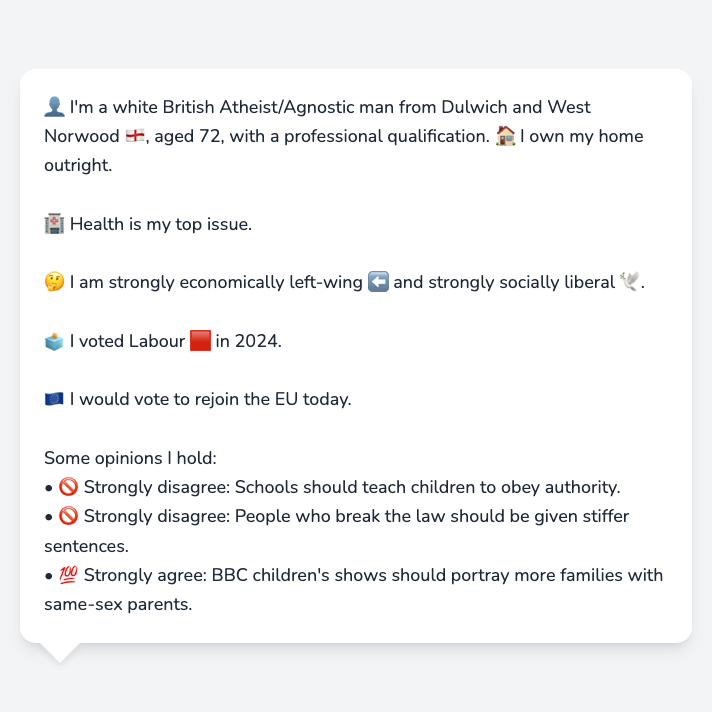 👤 I'm a white British Atheist/Agnostic man from Dulwich and West
Norwood 🏴󠁧󠁢󠁥󠁮󠁧󠁿, aged 72, with a professional qualification. 🏠 I own my home
outright.
🏥 Health is my top issue.
🤔 I am strongly economically left-wing ⬅️ and strongly socially liberal 🕊️.
🗳️ I voted Labour 🟥 in 2024.
🇪🇺 I would vote to rejoin the EU today.
Some opinions I hold:
• 🚫 Strongly disagree: Schools should teach children to obey authority.
• 🚫 Strongly disagree: People who break the law should be given stiffer
sentences.
• 💯 Strongly agree: BBC children's shows should portray more families with
same-sex parents.